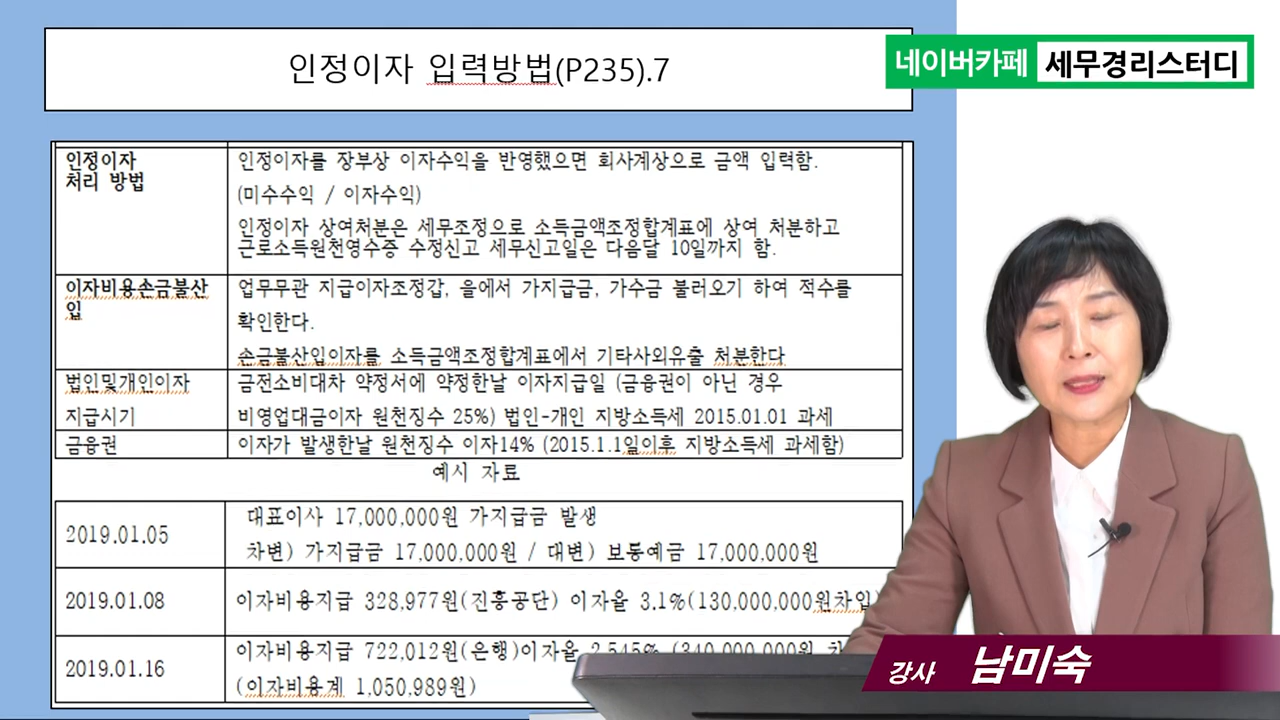 인정이자 입력방법(P235).7
네이버카페 세무경리스터디
인정이자
처리 방법
인정이자를 장부상 이자수익을 반영했으면 회사계상으로 금액 입력함.
(미수수익 / 이자수익)
인정이자 상여처분은 세무조정으로 소득금액조정합계표에 상여 처분하고
근로소득원천영수증 수정신고 세무신고일은 다음달 10일까지 함.
이자비용손금불산
입
업무무관 지급이자조정갑, 을에서 가지급금, 가수금 불러오기 하여 적수를
확인한다.
손금불산입이자를 소득금액조정합계표에서 기타사외유출 처분한다
법인및개인이자
지급시기
금전소비대차 약정서에 약정한날 이자지급일 (금융권이 아닌 경우
비영업대금이자 원천징수 25%) 법인-개인 지방소득세 2015.01.01 과세
금융권
이자가 발생한날 원천징수 이자14% (2015.1.1일이후 지방소득세 과세함)
예시 자료
2019.01.05
대표이사 17,000,000원 가지급금 발생
차변) 가지급금 17,000,000원 / 대변) 보통예금 17,000,000원
2019.01.08
이자비용지급 328,977원(진흥공단) 이자율 3.1%(130,000,000원차입)
2019.01.16
이자비용지급 722,012원(은행)이자율 2.545% (340,000,000원 차
(이자비용계 1,050,989원)
강사 남미숙